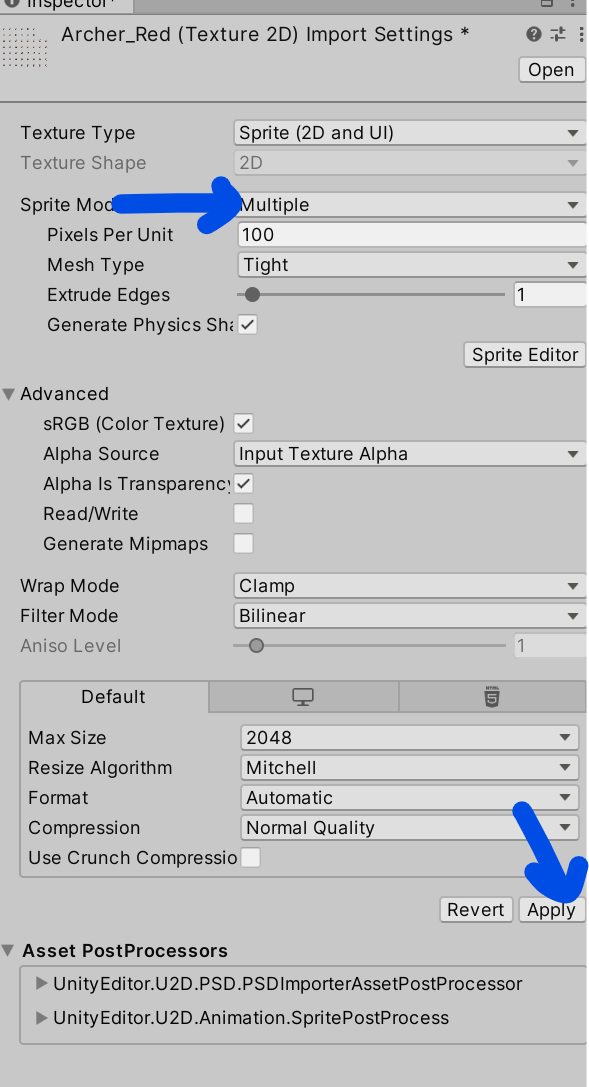 Inspector*
Archer_Red (Texture 2D) Import Settings *
Open
Texture Type Sprite (2D and UI)
Texture Shape 2D
Sprite Mod Multiple
Pixels Per Unit 100
Mesh Type Tight
Extrude Edges 1
Generate Physics Sha
Sprite Editor
Advanced
sRGB (Color Texture)
Alpha Source Input Texture Alpha
Alpha Is Transparency
Read/Write
Generate Mipmaps
Wrap Mode Clamp
Filter Mode Bilinear
Aniso Level 1
Default HTML 5
Max Size 2048
Resize Algorithm Mitchell
Format Automatic
Compression Normal Quality
Use Crunch Compressio
Revert Apply
Asset PostProcessors
UnityEditor.U2D.PSD.PSDImporterAssetPostProcessor
UnityEditor.U2D.Animation.SpritePostProcess